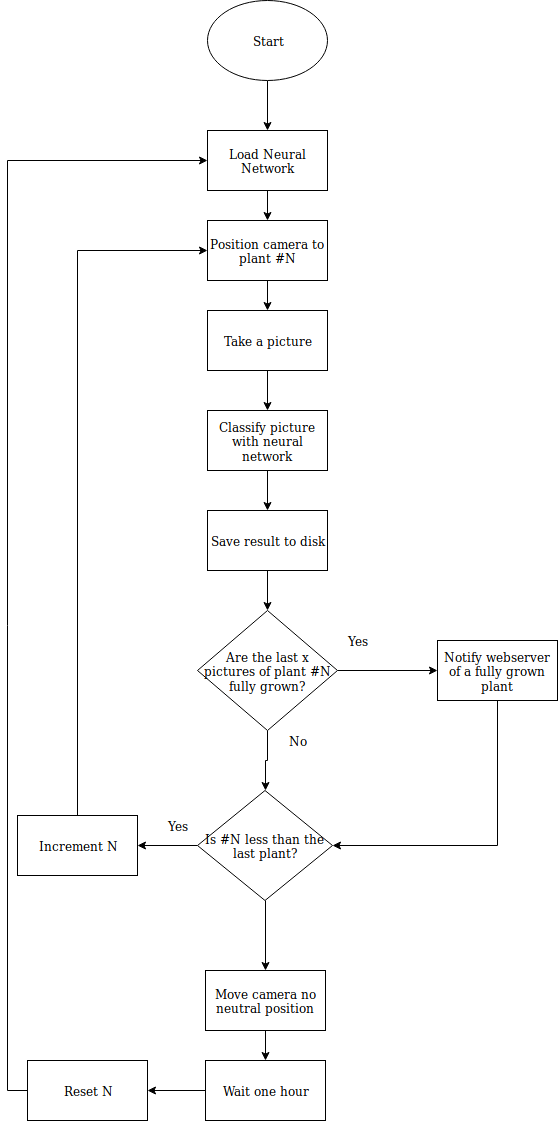 Start
Load Neural
Network
Position camera to
plant #N
Take a picture
Classify picture
with neural
network
Save result to disk
Are the last x
pictures of plant #N
fully grown?
Yes
Notify webserver
of a fully grown
plant
No
Is #N less than the
last plant?
Yes
Increment N
Move camera no
neutral position
Wait one hour
Reset N